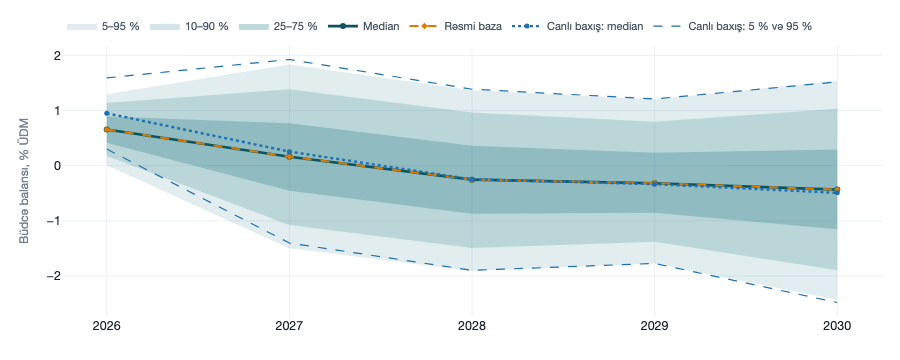 5–95 % 10–90 % 25–75 % Median Rəsmi baza Canlı baxış: median Canlı baxış: 5 % və 95 %
Büdcə balansı, % ÜDM
2
1
0
−1
−2
2026 2027 2028 2029 2030